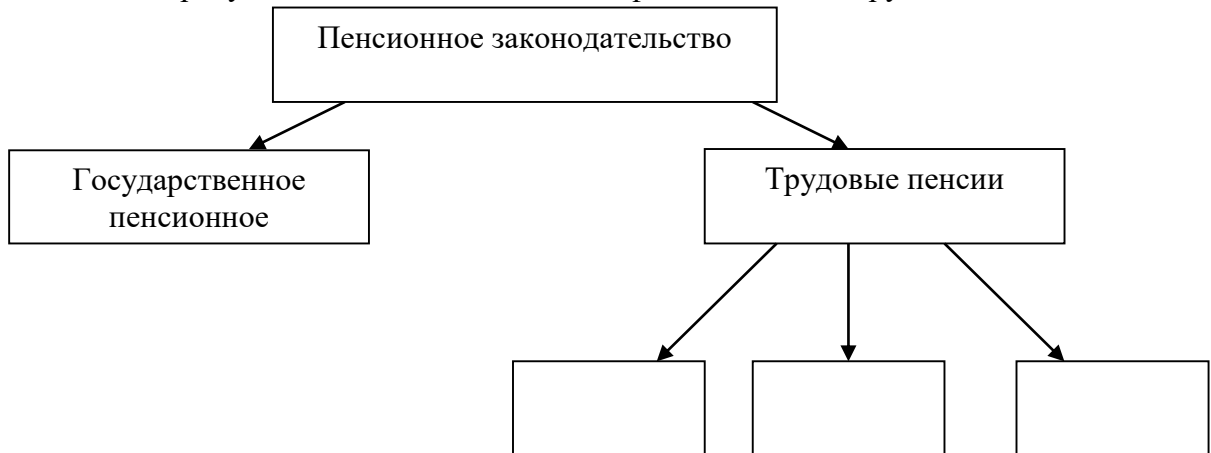 Пенсионное законодательство
Государственное
пенсионное
Трудовые пенсии